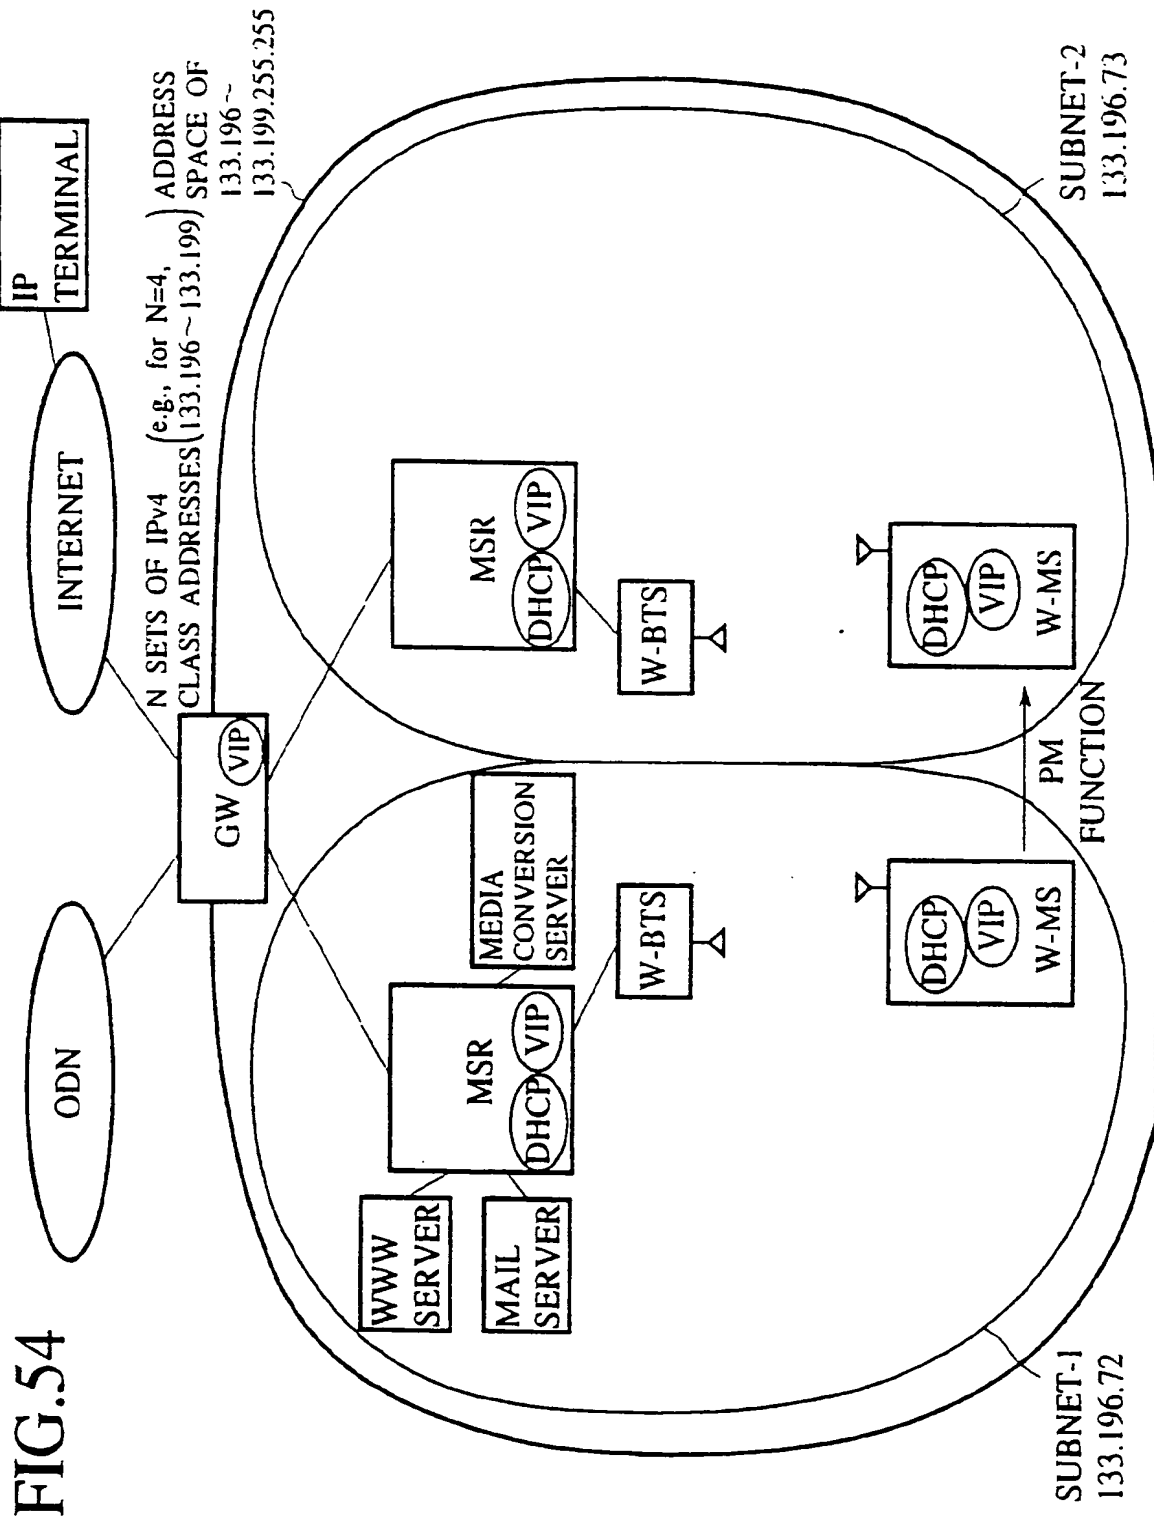 FIG.54
ODN
INTERNET
IP
TERMINAL
GW
VIP
N SETS OF IPv4
CLASS ADDRESSES
(e.g., for N=4,
133.196~133.199)
ADDRESS
SPACE OF
133.196~
133.199.255.255
WWW
SERVER
MAIL
SERVER
MSR
DHCP
VIP
MEDIA
CONVERSION
SERVER
W-BTS
MSR
DHCP
VIP
W-BTS
DHCP
VIP
W-MS
PM
FUNCTION
DHCP
VIP
W-MS
SUBNET-1
133.196.72
SUBNET-2
133.196.73